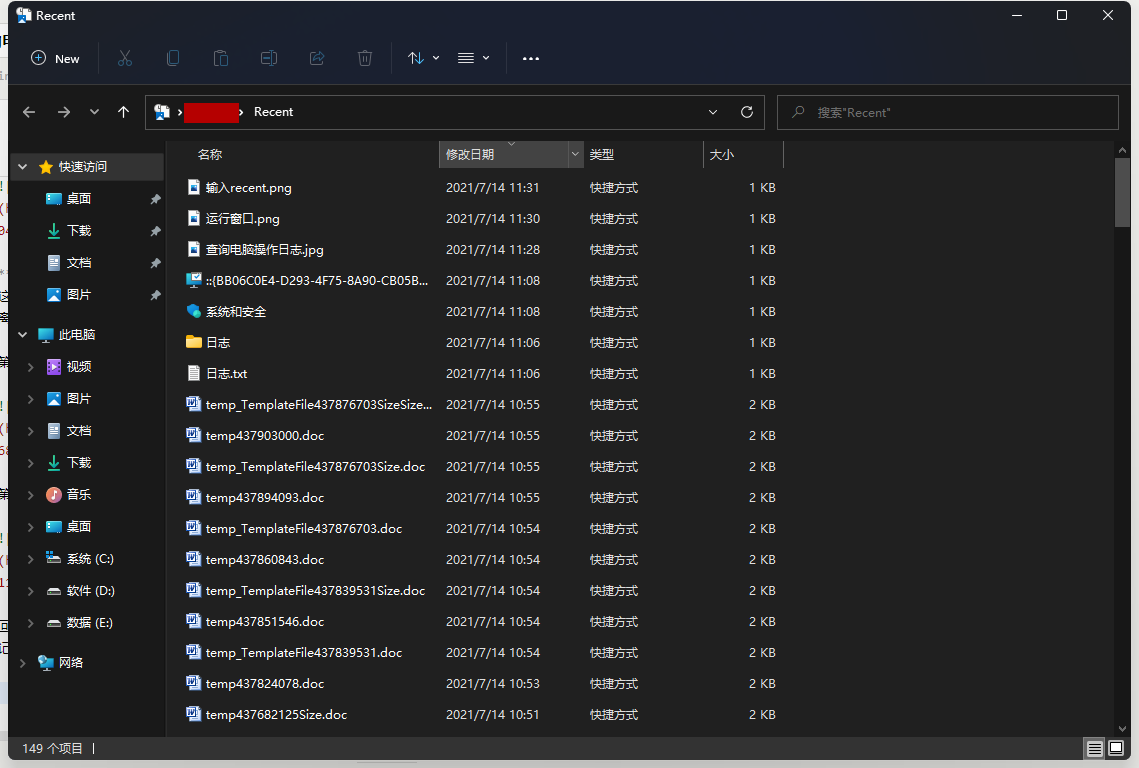 Recent
New
Recent
搜索"Recent"
名称 修改日期 类型 大小
快速访问
桌面
下载
文档
图片
此电脑
视频
图片
文档
下载
音乐
桌面
系统 (C:)
软件 (D:)
数据 (E:)
网络
输入recent.png 2021/7/14 11:31 快捷方式 1 KB
运行窗口.png 2021/7/14 11:30 快捷方式 1 KB
查询电脑操作日志.jpg 2021/7/14 11:28 快捷方式 1 KB
::{BB06C0E4-D293-4F75-8A90-CB05B... 2021/7/14 11:08 快捷方式 1 KB
系统和安全 2021/7/14 11:08 快捷方式 1 KB
日志 2021/7/14 11:06 快捷方式 1 KB
日志.txt 2021/7/14 11:06 快捷方式 1 KB
temp_TemplateFile437876703SizeSize... 2021/7/14 10:55 快捷方式 2 KB
temp437903000.doc 2021/7/14 10:55 快捷方式 2 KB
temp_TemplateFile437876703Size.doc 2021/7/14 10:55 快捷方式 2 KB
temp437894093.doc 2021/7/14 10:55 快捷方式 2 KB
temp_TemplateFile437876703.doc 2021/7/14 10:54 快捷方式 2 KB
temp437860843.doc 2021/7/14 10:54 快捷方式 2 KB
temp_TemplateFile437839531Size.doc 2021/7/14 10:54 快捷方式 2 KB
temp437851546.doc 2021/7/14 10:54 快捷方式 2 KB
temp_TemplateFile437839531.doc 2021/7/14 10:54 快捷方式 2 KB
temp437824078.doc 2021/7/14 10:53 快捷方式 2 KB
temp437682125Size.doc 2021/7/14 10:51 快捷方式 2 KB
149 个项目